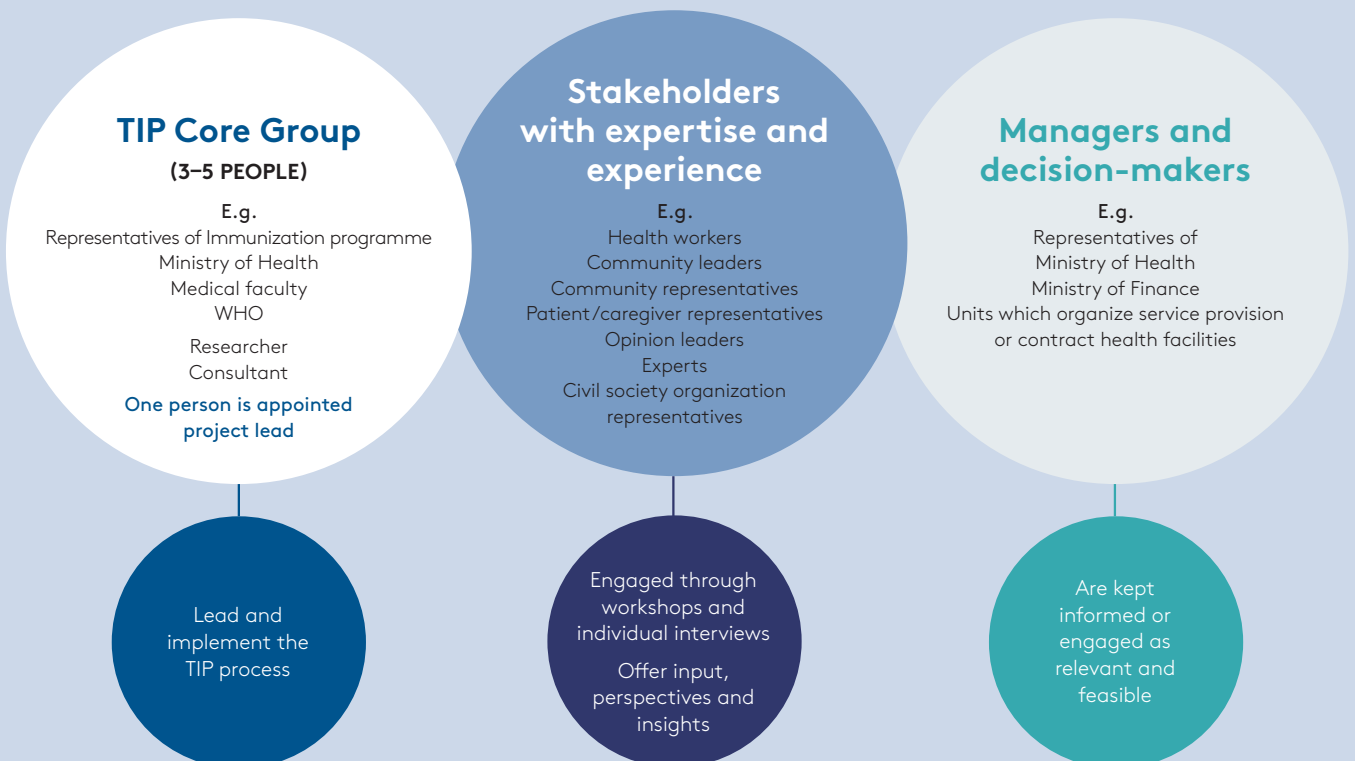 TIP Core Group
(3–5 PEOPLE)
E.g.
Representatives of Immunization programme
Ministry of Health
Medical faculty
WHO
Researcher
Consultant
One person is appointed
project lead
Lead and
implement the
TIP process
Stakeholders
with expertise and
experience
E.g.
Health workers
Community leaders
Community representatives
Patient/caregiver representatives
Opinion leaders
Experts
Civil society organization
representatives
Engaged through
workshops and
individual interviews
Offer input,
perspectives and
insights
Managers and
decision-makers
E.g.
Representatives of
Ministry of Health
Ministry of Finance
Units which organize service provision
or contract health facilities
Are kept
informed or
engaged as
relevant and
feasible